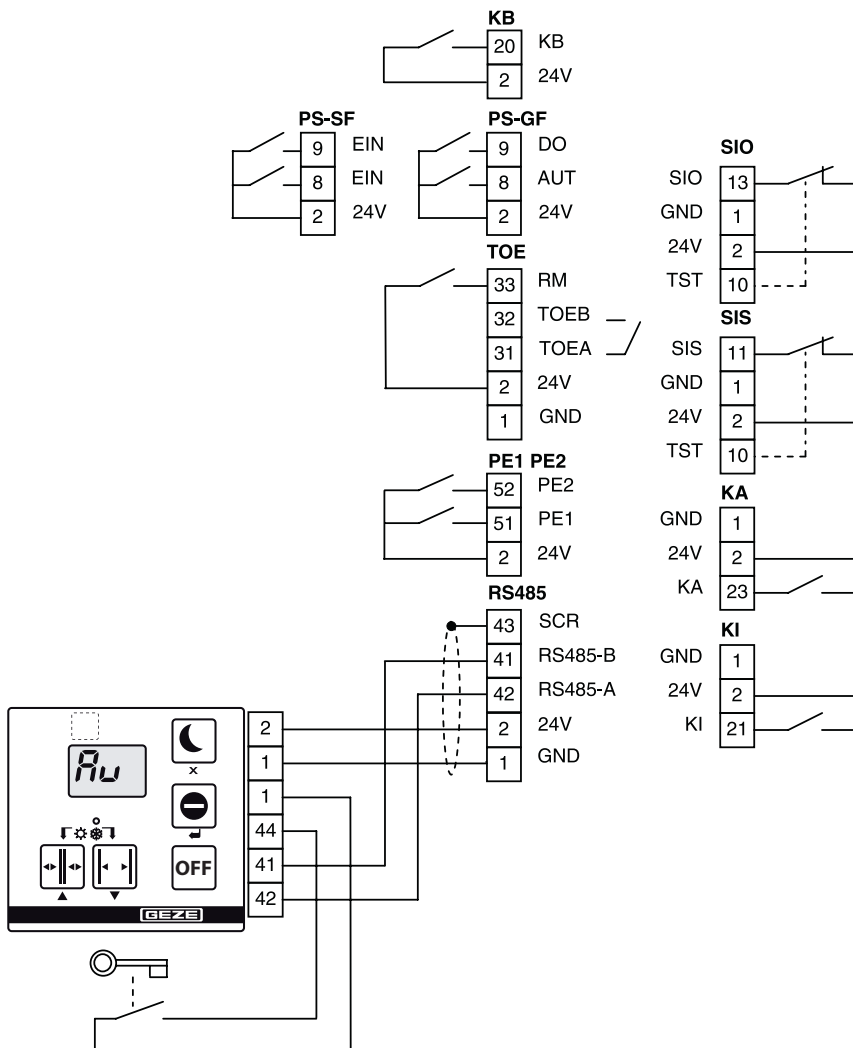 KB
20 KB
2 24V
PS-SF
9 EIN
8 EIN
2 24V
PS-GF
9 DO
8 AUT
2 24V
TOE
33 RM
32 TOEB
31 TOEA
2 24V
1 GND
PE1 PE2
52 PE2
51 PE1
2 24V
RS485
43 SCR
41 RS485-B
42 RS485-A
2 24V
1 GND
SIO
SIO 13
GND 1
24V 2
TST 10
SIS
SIS 11
GND 1
24V 2
TST 10
KA
GND 1
24V 2
KA 23
KI
GND 1
24V 2
KI 21
Au
x
OFF
GEZE
2
1
1
44
41
42